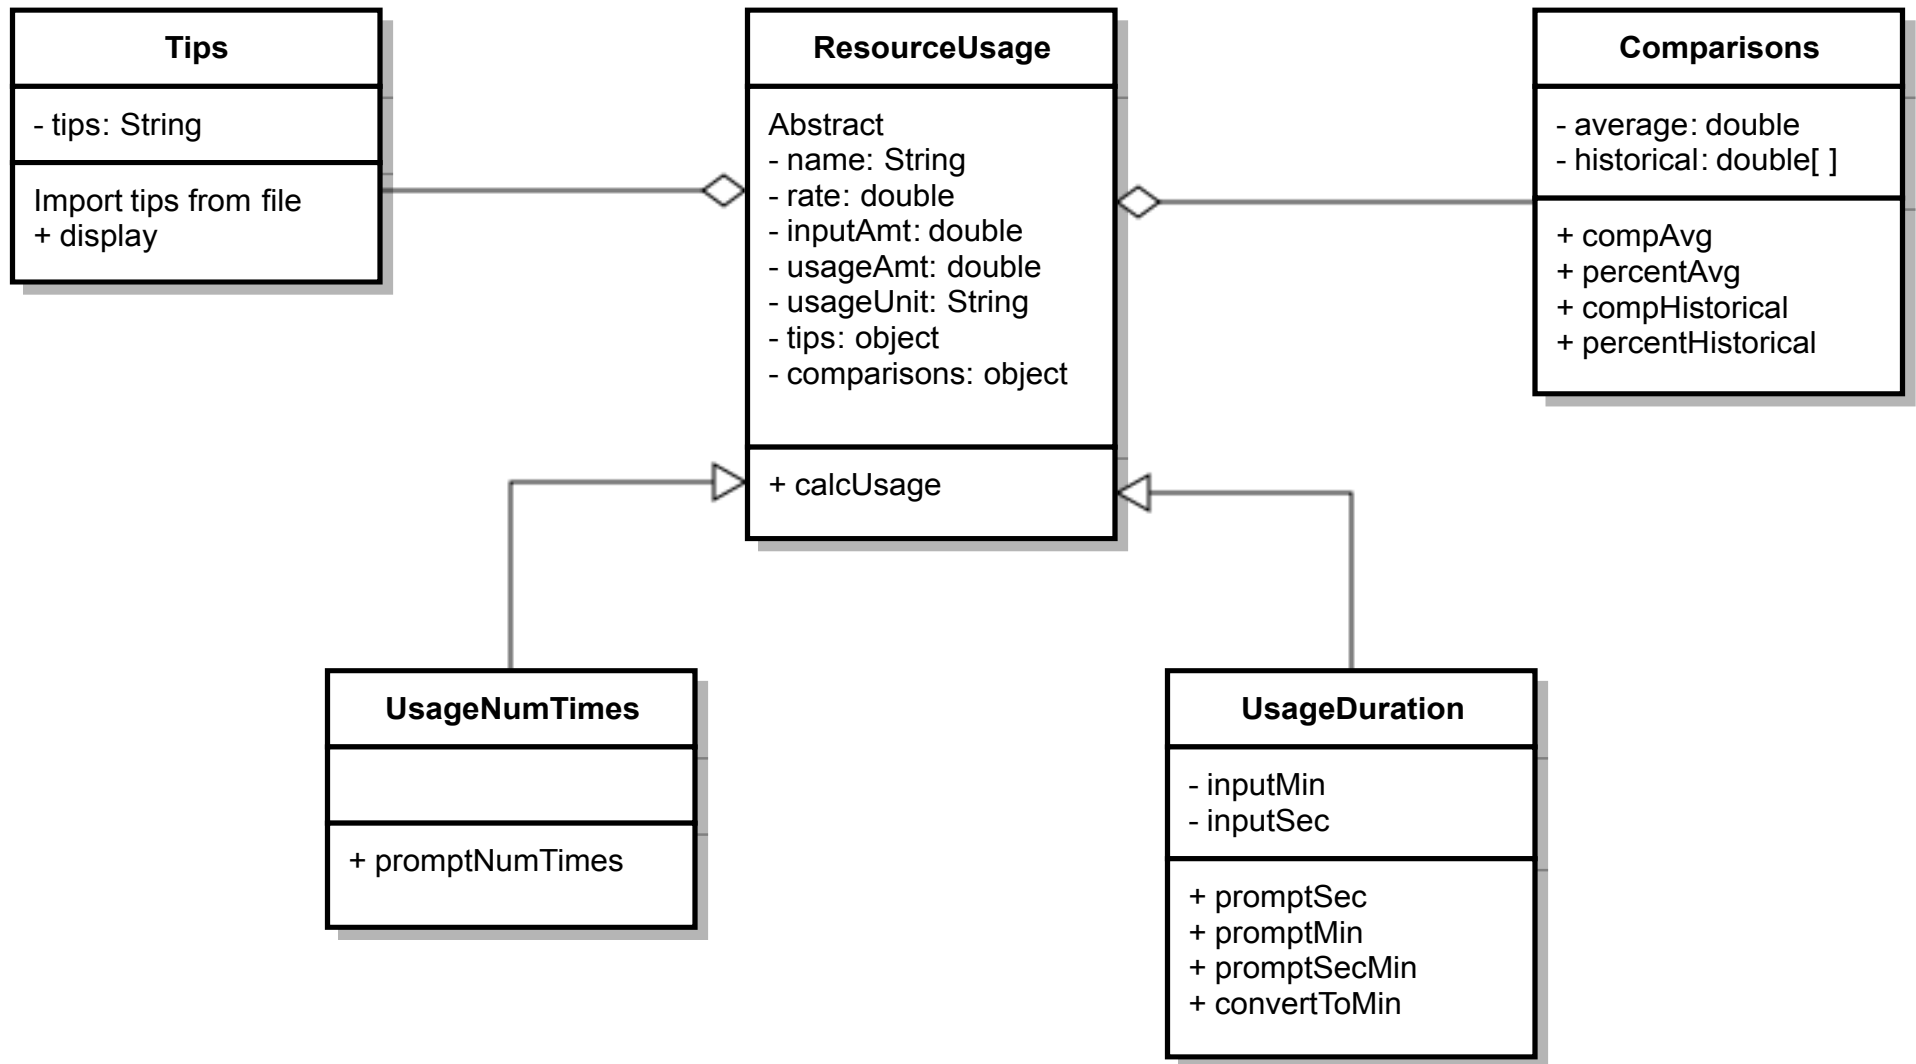 Tips
- tips: String
Import tips from file
+ display
ResourceUsage
Abstract
- name: String
- rate: double
- inputAmt: double
- usageAmt: double
- usageUnit: String
- tips: object
- comparisons: object
+ calcUsage
Comparisons
- average: double
- historical: double[ ]
+ compAvg
+ percentAvg
+ compHistorical
+ percentHistorical
UsageNumTimes
+ promptNumTimes
UsageDuration
- inputMin
- inputSec
+ promptSec
+ promptMin
+ promptSecMin
+ convertToMin